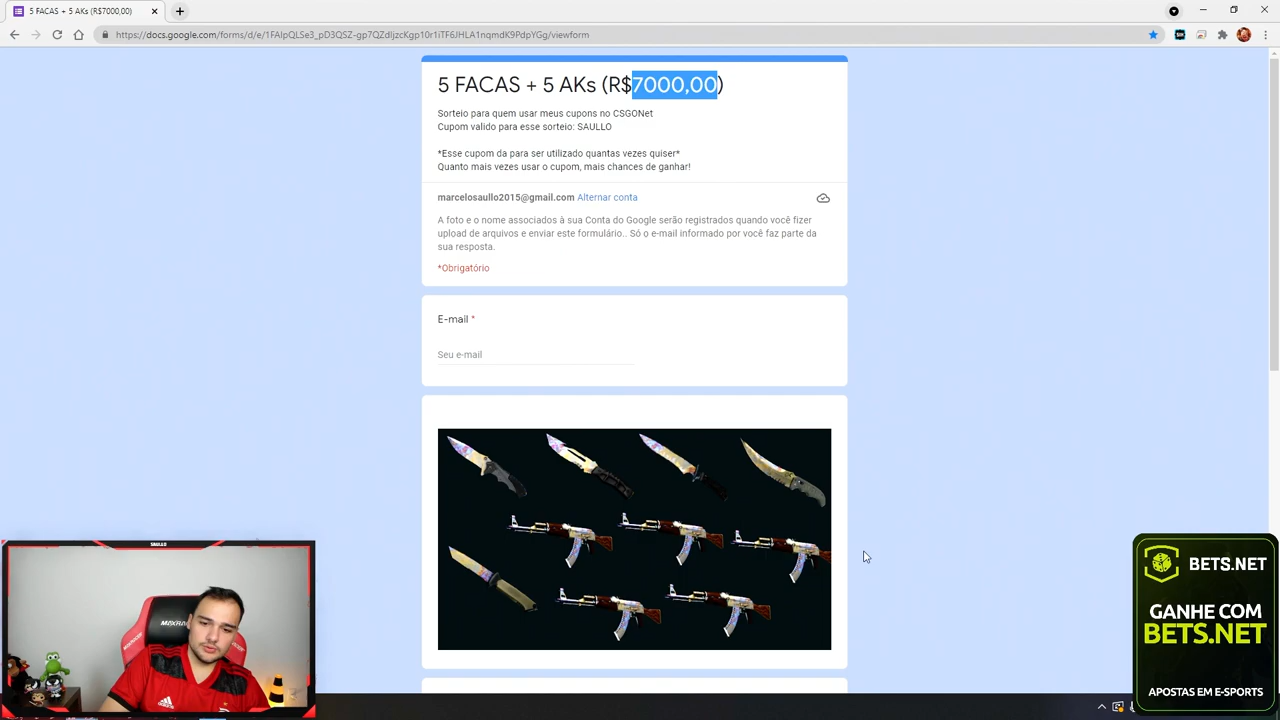 5 FACAS + 5 AKs (R$7000,00)
https://docs.google.com/forms/d/e/1FAIpQLSe3_pD3QSZ-gp7QZdIjzcKgp10r1iTF6JHLA1nqmdK9PdpYGg/viewform
5 FACAS + 5 AKs (R$7000,00)
Sorteio para quem usar meus cupons no CSGONet
Cupom valido para esse sorteio: SAULLO
*Esse cupom da para ser utilizado quantas vezes quiser*
Quanto mais vezes usar o cupom, mais chances de ganhar!
marcelosaullo2015@gmail.com Alternar conta
A foto e o nome associados à sua Conta do Google serão registrados quando você fizer
upload de arquivos e enviar este formulário.. Só o e-mail informado por você faz parte da
sua resposta.
*Obrigatório
E-mail *
Seu e-mail
SAULLO
BETS.NET
GANHE COM
BETS.NET
APOSTAS EM E-SPORTS